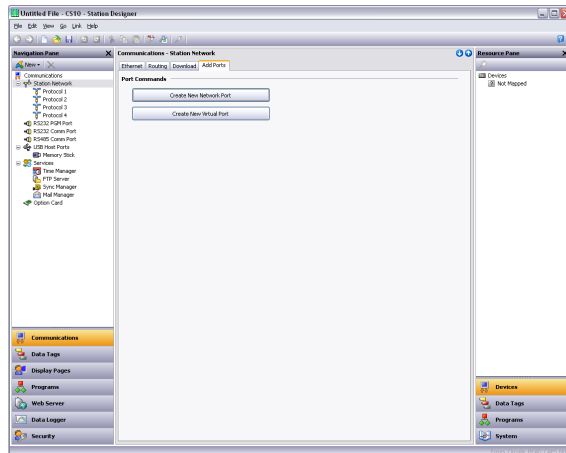 Untitled File - CS10 - Station Designer
File Edit View Go Link Help
Navigation Pane
Communications - Station Network
Resource Pane
New
Ethernet Routing Download Add Ports
Communications
Station Network
Protocol 1
Protocol 2
Protocol 3
Protocol 4
RS232 PGM Port
RS232 Comm Port
RS485 Comm Port
USB Host Ports
Memory Stick
Services
Time Manager
FTP Server
Sync Manager
Mail Manager
Option Card
Port Commands
Create New Network Port
Create New Virtual Port
Devices
Not Mapped
Communications
Data Tags
Display Pages
Programs
Web Server
Data Logger
Security
Devices
Data Tags
Programs
System